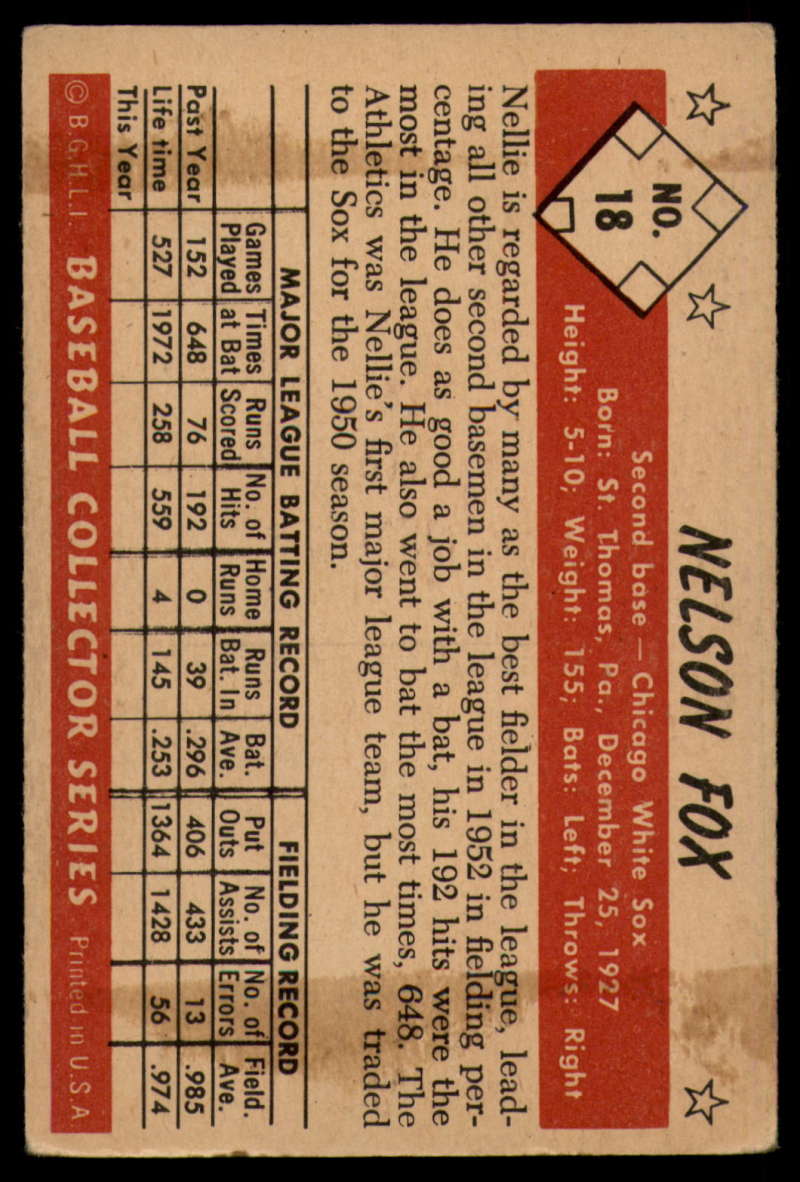 NELSON FOX
NO.
18
Second base — Chicago White Sox
Born: St. Thomas, Pa., December 25, 1927
Height: 5-10; Weight: 155; Bats: Left; Throws: Right
Nellie is regarded by many as the best fielder in the league, lead-
ing all other second basemen in the league in 1952 in fielding per-
centage. He does as good a job with a bat, his 192 hits were the
most in the league. He also went to bat the most times, 648. The
Athletics was Nellie's first major league team, but he was traded
to the Sox for the 1950 season.
MAJOR LEAGUE BATTING RECORD FIELDING RECORD
Games Times Runs No. of Home Runs Bat. Put No. of No. of Field.
Played at Bat Scored Hits Runs Bat. In Ave. Outs Assists Errors Ave.
Past Year 152 648 76 192 0 39 .296 406 433 13 .985
Life time 527 1972 258 559 4 145 .253 1364 1428 56 .974
This Year
© B.G.H.L.I. BASEBALL COLLECTOR SERIES Printed in U.S.A.